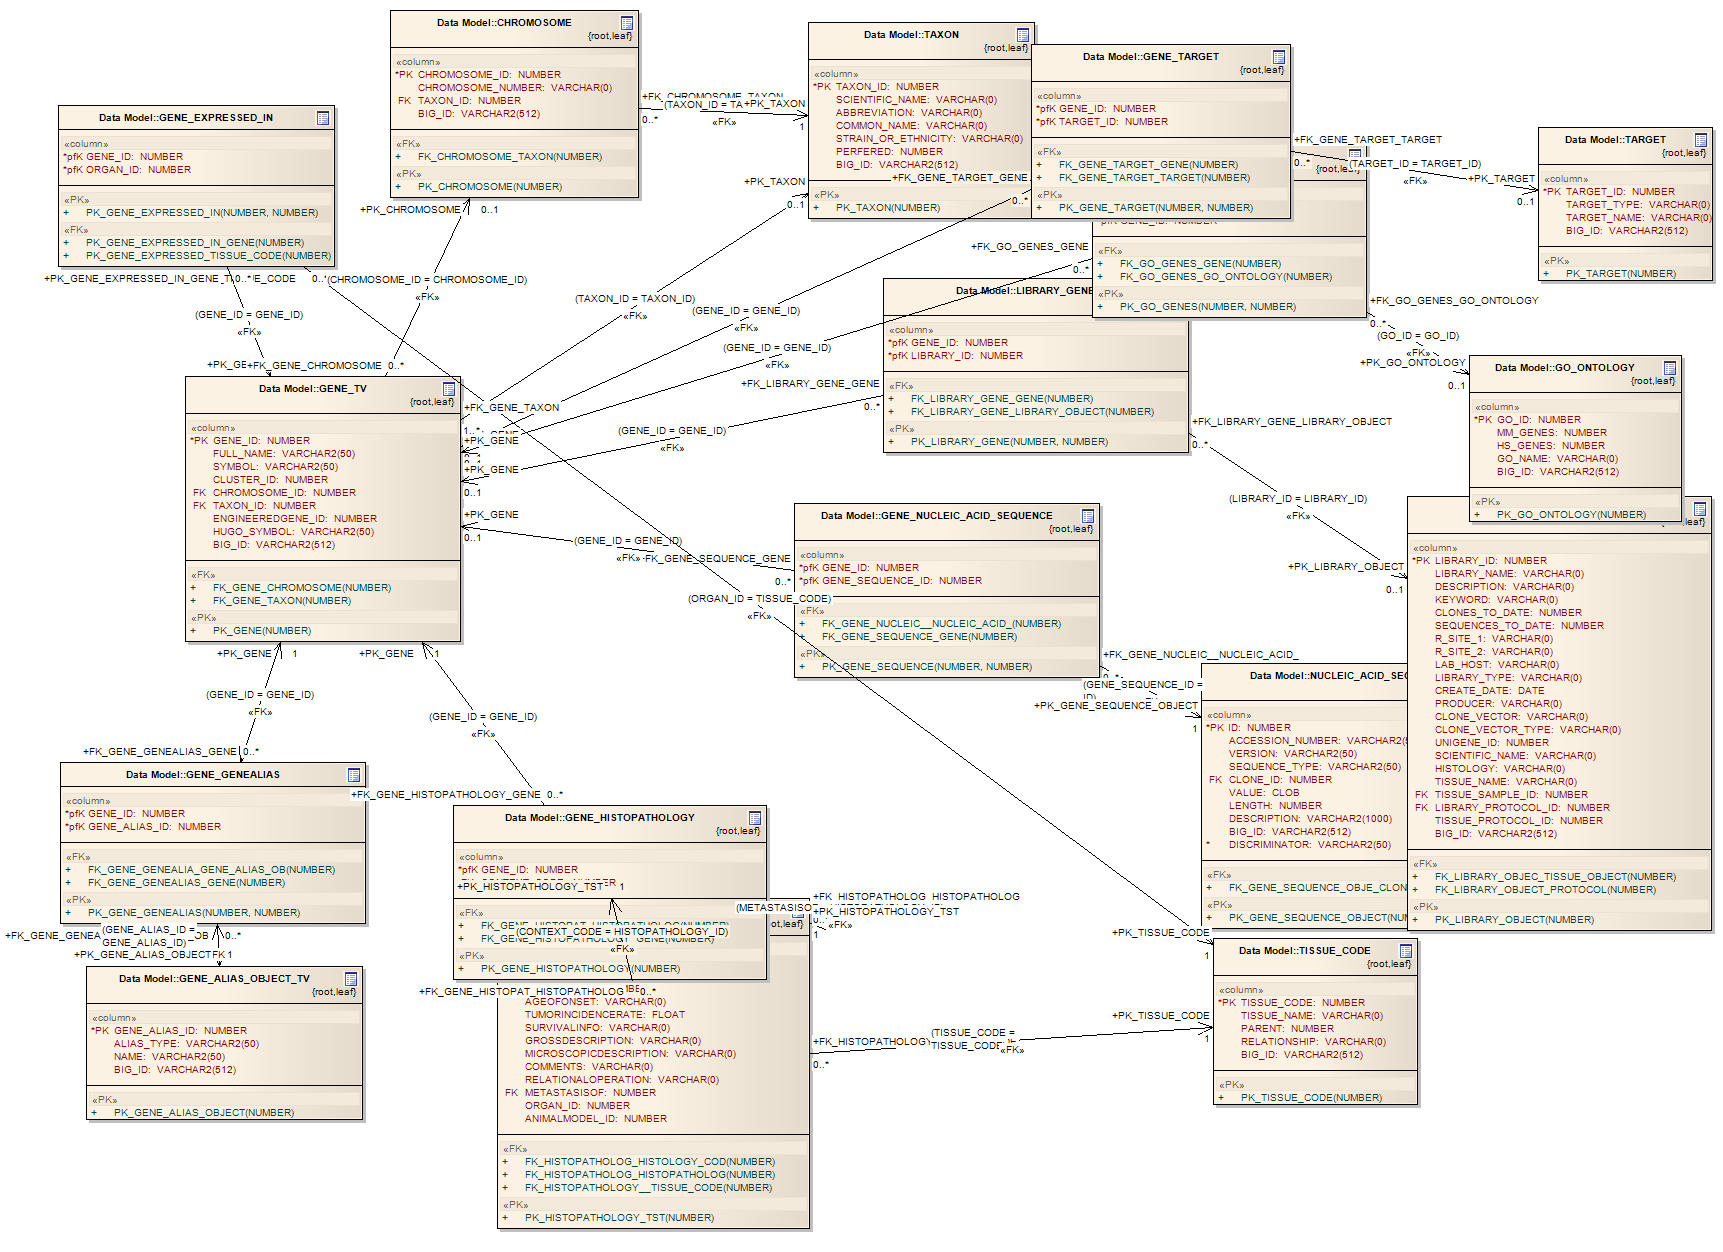 Data Model::CHROMOSOME
{root,leaf}
«column»
*PK CHROMOSOME_ID: NUMBER
CHROMOSOME_NUMBER: VARCHAR(0)
FK TAXON_ID: NUMBER
BIG_ID: VARCHAR2(512)
«FK»
+ FK_CHROMOSOME_TAXON(NUMBER)
«PK»
+ PK_CHROMOSOME(NUMBER)
Data Model::TAXON
{root,leaf}
«column»
*PK TAXON_ID: NUMBER
SCIENTIFIC_NAME: VARCHAR(0)
ABBREVIATION: VARCHAR(0)
COMMON_NAME: VARCHAR(0)
STRAIN_OR_ETHNICITY: VARCHAR(0)
PERFERED: NUMBER
BIG_ID: VARCHAR2(512)
«PK»
+ PK_TAXON(NUMBER)
Data Model::GENE_TARGET
{root,leaf}
«column»
*pfK GENE_ID: NUMBER
*pfK TARGET_ID: NUMBER
«FK»
+ FK_GENE_TARGET_GENE(NUMBER)
+ FK_GENE_TARGET_TARGET(NUMBER)
«PK»
+ PK_GENE_TARGET(NUMBER, NUMBER)
Data Model::TARGET
{root,leaf}
«column»
*PK TARGET_ID: NUMBER
TARGET_TYPE: VARCHAR(0)
TARGET_NAME: VARCHAR(0)
BIG_ID: VARCHAR2(512)
«PK»
+ PK_TARGET(NUMBER)
Data Model::GENE_EXPRESSED_IN
«column»
*pfK GENE_ID: NUMBER
*pfK ORGAN_ID: NUMBER
«PK»
+ PK_GENE_EXPRESSED_IN(NUMBER, NUMBER)
«FK»
+ PK_GENE_EXPRESSED_IN_GENE(NUMBER)
+ PK_GENE_EXPRESSED_TISSUE_CODE(NUMBER)
+FK_CHROMOSOME_TAXON
(TAXON_ID = TA
+PK_TAXON
0..*
«FK»
1
+PK_CHROMOSOME
0..1
+PK_TAXON
0..1
+FK_GENE_TARGET_GENE
0..*
+FK_GENE_TARGET_TARGET
0..*
(TARGET_ID = TARGET_ID)
«FK»
+PK_TARGET
0..1
{root,leaf}
GENE_ID: NUMBER
«FK»
+ FK_GO_GENES_GENE(NUMBER)
+ FK_GO_GENES_GO_ONTOLOGY(NUMBER)
«PK»
+ PK_GO_GENES(NUMBER, NUMBER)
+FK_GO_GENES_GENE
0..*
+FK_GO_GENES_GO_ONTOLOGY
0..*
(GO_ID = GO_ID)
«FK»
+PK_GO_ONTOLOGY
0..1
+PK_GENE_EXPRESSED_IN_GENE
0..*
E_CODE
0..*
(CHROMOSOME_ID = CHROMOSOME_ID)
«FK»
(GENE_ID = GENE_ID)
«FK»
(TAXON_ID = TAXON_ID)
«FK»
(GENE_ID = GENE_ID)
«FK»
(GENE_ID = GENE_ID)
«FK»
+FK_GENE_CHROMOSOME 0..*
+FK_GENE_TAXON
1..*
Data Model::LIBRARY_GENE
«column»
*pfK GENE_ID: NUMBER
*pfK LIBRARY_ID: NUMBER
«FK»
+ FK_LIBRARY_GENE_GENE(NUMBER)
+ FK_LIBRARY_GENE_LIBRARY_OBJECT(NUMBER)
«PK»
+ PK_LIBRARY_GENE(NUMBER, NUMBER)
+FK_LIBRARY_GENE_GENE
0..*
(GENE_ID = GENE_ID)
«FK»
+FK_LIBRARY_GENE_LIBRARY_OBJECT
0..*
(LIBRARY_ID = LIBRARY_ID)
«FK»
+PK_LIBRARY_OBJECT
0..1
Data Model::GO_ONTOLOGY
{root,leaf}
«column»
*PK GO_ID: NUMBER
MM_GENES: NUMBER
HS_GENES: NUMBER
GO_NAME: VARCHAR(0)
BIG_ID: VARCHAR2(512)
«PK»
+ PK_GO_ONTOLOGY(NUMBER)
Data Model::GENE_TV
{root,leaf}
«column»
*PK GENE_ID: NUMBER
FULL_NAME: VARCHAR2(50)
SYMBOL: VARCHAR2(50)
CLUSTER_ID: NUMBER
FK CHROMOSOME_ID: NUMBER
FK TAXON_ID: NUMBER
ENGINEEREDGENE_ID: NUMBER
HUGO_SYMBOL: VARCHAR2(50)
BIG_ID: VARCHAR2(512)
«FK»
+ FK_GENE_CHROMOSOME(NUMBER)
+ FK_GENE_TAXON(NUMBER)
«PK»
+ PK_GENE(NUMBER)
+PK_GENE
+PK_GENE
0..1
+PK_GENE
0..1
(GENE_ID = GENE_ID)
«FK»
+FK_GENE_SEQUENCE_GENE
0..*
Data Model::GENE_NUCLEIC_ACID_SEQUENCE
{root,leaf}
«column»
*pfK GENE_ID: NUMBER
*pfK GENE_SEQUENCE_ID: NUMBER
«FK»
+ FK_GENE_NUCLEIC__NUCLEIC_ACID_(NUMBER)
+ FK_GENE_SEQUENCE_GENE(NUMBER)
«PK»
+ PK_GENE_SEQUENCE(NUMBER, NUMBER)
(ORGAN_ID = TISSUE_CODE)
«FK»
+FK_GENE_NUCLEIC__NUCLEIC_ACID_
0..*
(GENE_SEQUENCE_ID =
ID)
+PK_GENE_SEQUENCE_OBJECT
1
Data Model::NUCLEIC_ACID_SEQ
«column»
*PK ID: NUMBER
ACCESSION_NUMBER: VARCHAR2(5
VERSION: VARCHAR2(50)
SEQUENCE_TYPE: VARCHAR2(50)
FK CLONE_ID: NUMBER
VALUE: CLOB
LENGTH: NUMBER
DESCRIPTION: VARCHAR2(1000)
BIG_ID: VARCHAR2(512)
* DISCRIMINATOR: VARCHAR2(50)
«FK»
+ FK_GENE_SEQUENCE_OBJE_CLON
«PK»
+ PK_GENE_SEQUENCE_OBJECT(NUM
leaf}
«column»
*PK LIBRARY_ID: NUMBER
LIBRARY_NAME: VARCHAR(0)
DESCRIPTION: VARCHAR(0)
KEYWORD: VARCHAR(0)
CLONES_TO_DATE: NUMBER
SEQUENCES_TO_DATE: NUMBER
R_SITE_1: VARCHAR(0)
R_SITE_2: VARCHAR(0)
LAB_HOST: VARCHAR(0)
LIBRARY_TYPE: VARCHAR(0)
CREATE_DATE: DATE
PRODUCER: VARCHAR(0)
CLONE_VECTOR: VARCHAR(0)
CLONE_VECTOR_TYPE: VARCHAR(0)
UNIGENE_ID: NUMBER
SCIENTIFIC_NAME: VARCHAR(0)
HISTOLOGY: VARCHAR(0)
TISSUE_NAME: VARCHAR(0)
FK TISSUE_SAMPLE_ID: NUMBER
FK LIBRARY_PROTOCOL_ID: NUMBER
TISSUE_PROTOCOL_ID: NUMBER
BIG_ID: VARCHAR2(512)
«FK»
+ FK_LIBRARY_OBJEC_TISSUE_OBJECT(NUMBER)
+ FK_LIBRARY_OBJECT_PROTOCOL(NUMBER)
«PK»
+ PK_LIBRARY_OBJECT(NUMBER)
+PK_GENE 1
+PK_GENE 1
(GENE_ID = GENE_ID)
«FK»
(GENE_ID = GENE_ID)
«FK»
+FK_GENE_GENEALIAS_GENE 0..*
Data Model::GENE_GENEALIAS
«column»
*pfK GENE_ID: NUMBER
*pfK GENE_ALIAS_ID: NUMBER
«FK»
+ FK_GENE_GENEALIA_GENE_ALIAS_OB(NUMBER)
+ FK_GENE_GENEALIAS_GENE(NUMBER)
«PK»
+ PK_GENE_GENEALIAS(NUMBER, NUMBER)
(GENE_ALIAS_ID =
GENE_ALIAS_ID)
+FK_GENE_GENEA
OB
0..*
+PK_GENE_ALIAS_OBJECT
1
Data Model::GENE_ALIAS_OBJECT_TV
{root,leaf}
«column»
*PK GENE_ALIAS_ID: NUMBER
ALIAS_TYPE: VARCHAR2(50)
NAME: VARCHAR2(50)
BIG_ID: VARCHAR2(512)
«PK»
+ PK_GENE_ALIAS_OBJECT(NUMBER)
+FK_GENE_HISTOPATHOLOGY_GENE 0..*
Data Model::GENE_HISTOPATHOLOGY
{root,leaf}
«column»
*pfK GENE_ID: NUMBER
+PK_HISTOPATHOLOGY_TST 1
«FK»
+ FK_GENE_HISTOPAT_HISTOPATHOLOG(NUMBER)
+ FK_GENE_HISTOPATHOLOGY_GENE(NUMBER)
(CONTEXT_CODE = HISTOPATHOLOGY_ID)
«FK»
«PK»
+ PK_GENE_HISTOPATHOLOGY(NUMBER)
+FK_GENE_HISTOPAT_HISTOPATHOLOG
0..*
(METASTASISO
+FK_HISTOPATHOLOG_HISTOPATHOLOG
+PK_HISTOPATHOLOGY_TST
0..*
«FK»
1
AGEOFONSET: VARCHAR(0)
TUMORINCIDENCERATE: FLOAT
SURVIVALINFO: VARCHAR(0)
GROSSDESCRIPTION: VARCHAR(0)
MICROSCOPICDESCRIPTION: VARCHAR(0)
COMMENTS: VARCHAR(0)
RELATIONALOPERATION: VARCHAR(0)
FK METASTASISOF: NUMBER
ORGAN_ID: NUMBER
ANIMALMODEL_ID: NUMBER
«FK»
+ FK_HISTOPATHOLOG_HISTOLOGY_COD(NUMBER)
+ FK_HISTOPATHOLOG_HISTOPATHOLOG(NUMBER)
+ FK_HISTOPATHOLOGY__TISSUE_CODE(NUMBER)
«PK»
+ PK_HISTOPATHOLOGY_TST(NUMBER)
+FK_HISTOPATHOLOGY
0..*
(TISSUE_CODE =
TISSUE_CODE
«FK»
+PK_TISSUE_CODE
1
+PK_TISSUE_CODE
1
Data Model::TISSUE_CODE
{root,leaf}
«column»
*PK TISSUE_CODE: NUMBER
TISSUE_NAME: VARCHAR(0)
PARENT: NUMBER
RELATIONSHIP: VARCHAR(0)
BIG_ID: VARCHAR2(512)
«PK»
+ PK_TISSUE_CODE(NUMBER)